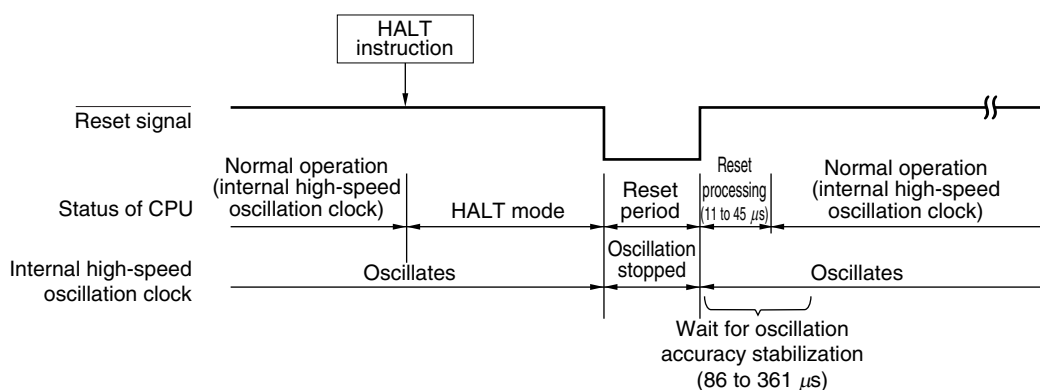 HALT
instruction
Reset signal
Status of CPU
Normal operation
(internal high-speed
oscillation clock)
HALT mode
Reset
period
Reset
processing
(11 to 45 μs)
Normal operation
(internal high-speed
oscillation clock)
Internal high-speed
oscillation clock
Oscillates
Oscillation
stopped
Oscillates
Wait for oscillation
accuracy stabilization
(86 to 361 μs)